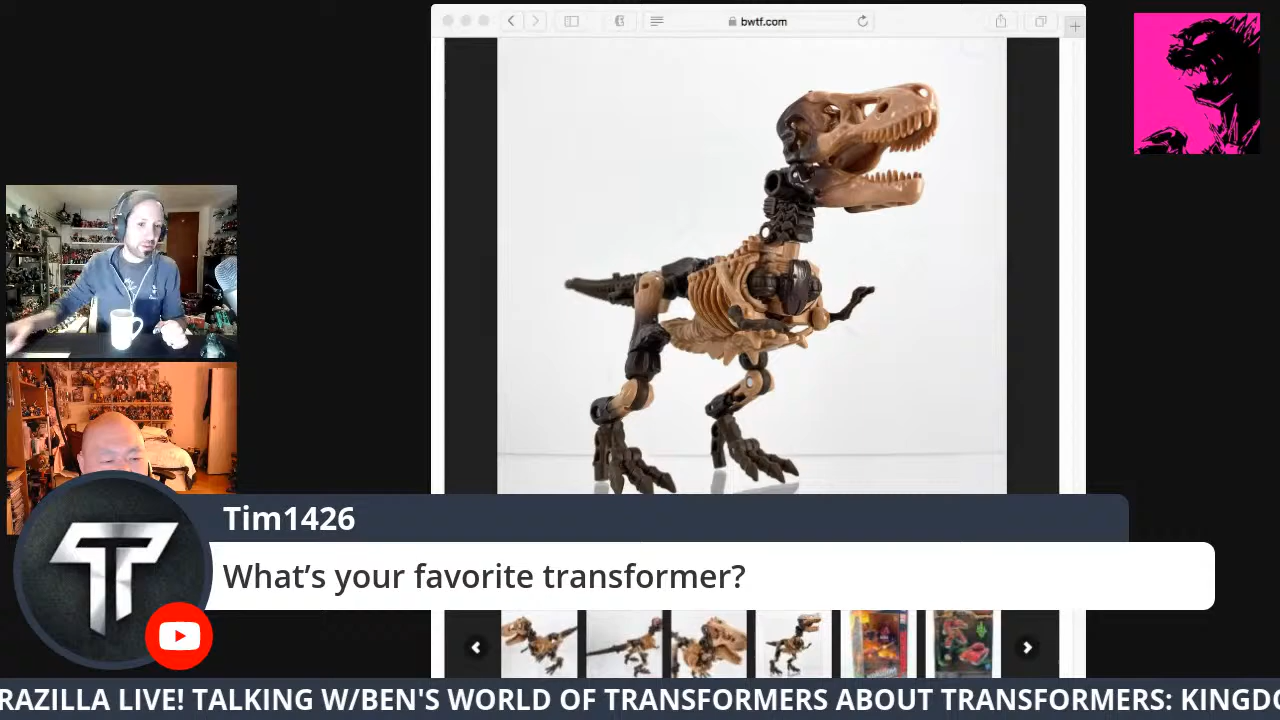 bwtf.com
Tim1426
What’s your favorite transformer?
RAZILLA LIVE! TALKING W/BEN'S WORLD OF TRANSFORMERS ABOUT TRANSFORMERS: KINGDO